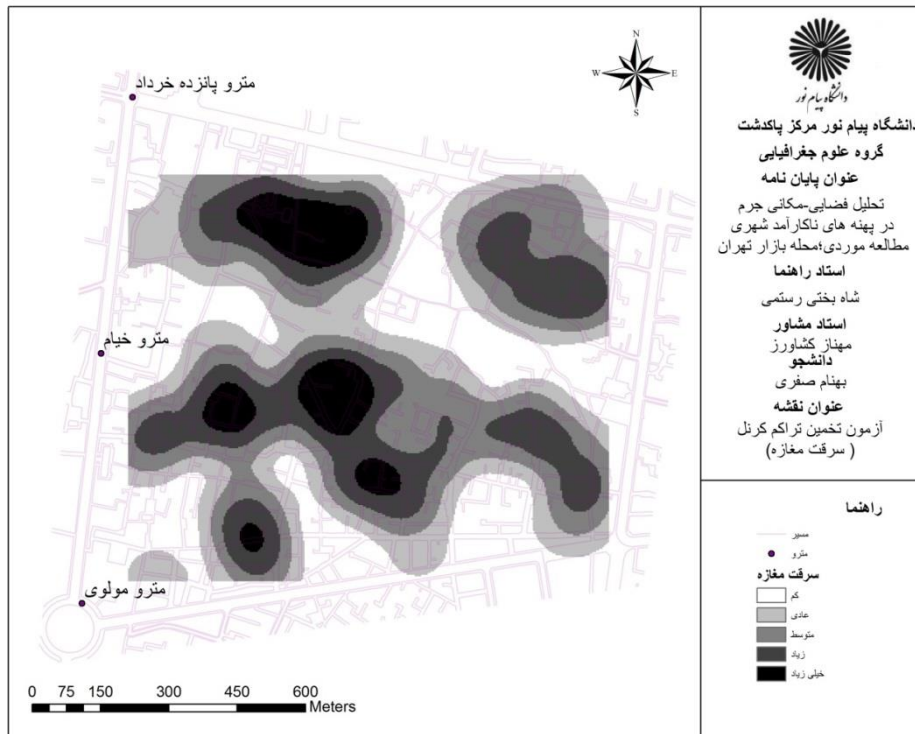 N
W
E
S
مترو پانزده خرداد
مترو خیام
مترو مولوی
0 75 150 300 450 600
Meters
دانشگاه پیام نور
دانشگاه پیام نور مرکز پاکدشت
گروه علوم جغرافیایی
عنوان پایان نامه
تحلیل فضایی-مکانی جرم
در پهنه های ناکارآمد شهری
مطالعه موردی؛محله بازار تهران
استاد راهنما
شاه بختی رستمی
استاد مشاور
مهناز کشاورز
دانشجو
بهنام صفری
عنوان نقشه
آزمون تخمین تراکم کرنل
( سرقت مغازه)
راهنما
مسیر
مترو
سرقت مغازه
کم
عادی
متوسط
زیاد
خیلی زیاد